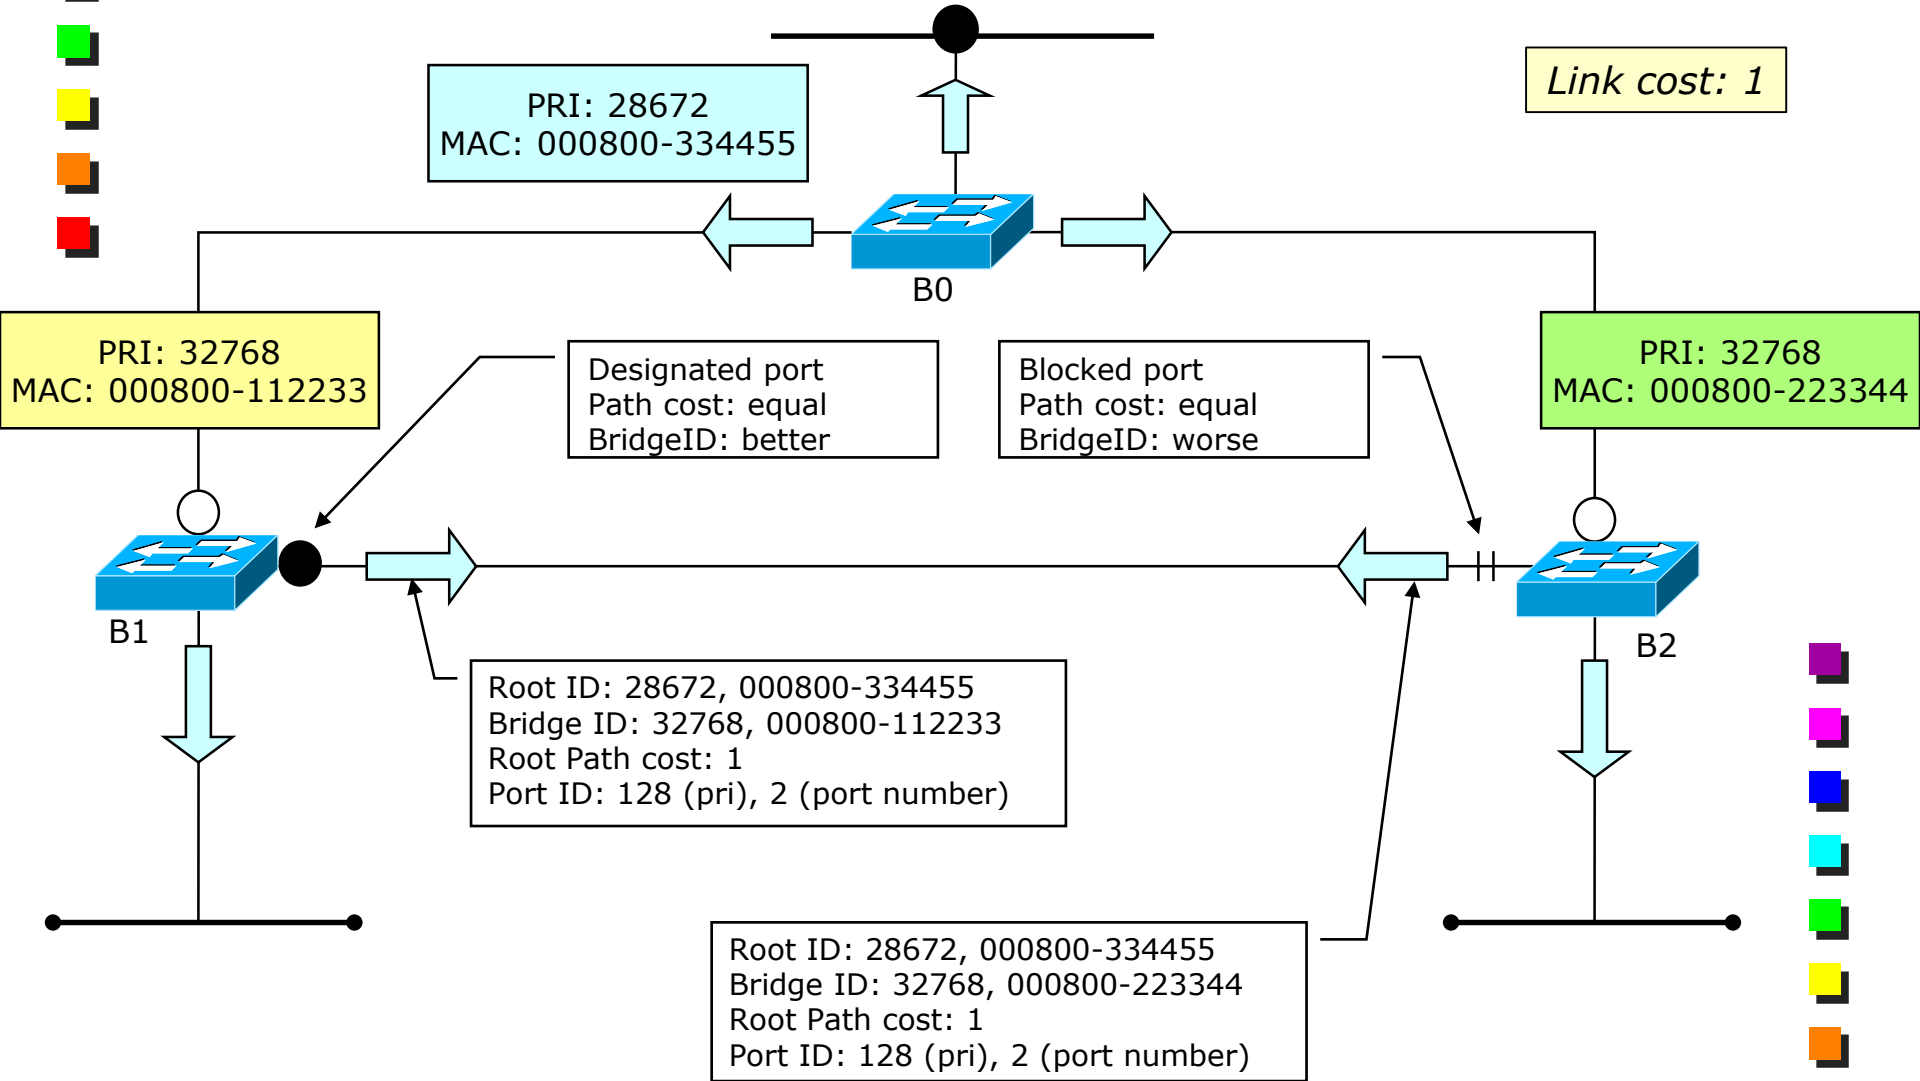 Link cost: 1
PRI: 28672
MAC: 000800-334455
B0
PRI: 32768
MAC: 000800-112233
Designated port
Path cost: equal
BridgeID: better
Blocked port
Path cost: equal
BridgeID: worse
PRI: 32768
MAC: 000800-223344
B1
B2
Root ID: 28672, 000800-334455
Bridge ID: 32768, 000800-112233
Root Path cost: 1
Port ID: 128 (pri), 2 (port number)
Root ID: 28672, 000800-334455
Bridge ID: 32768, 000800-223344
Root Path cost: 1
Port ID: 128 (pri), 2 (port number)